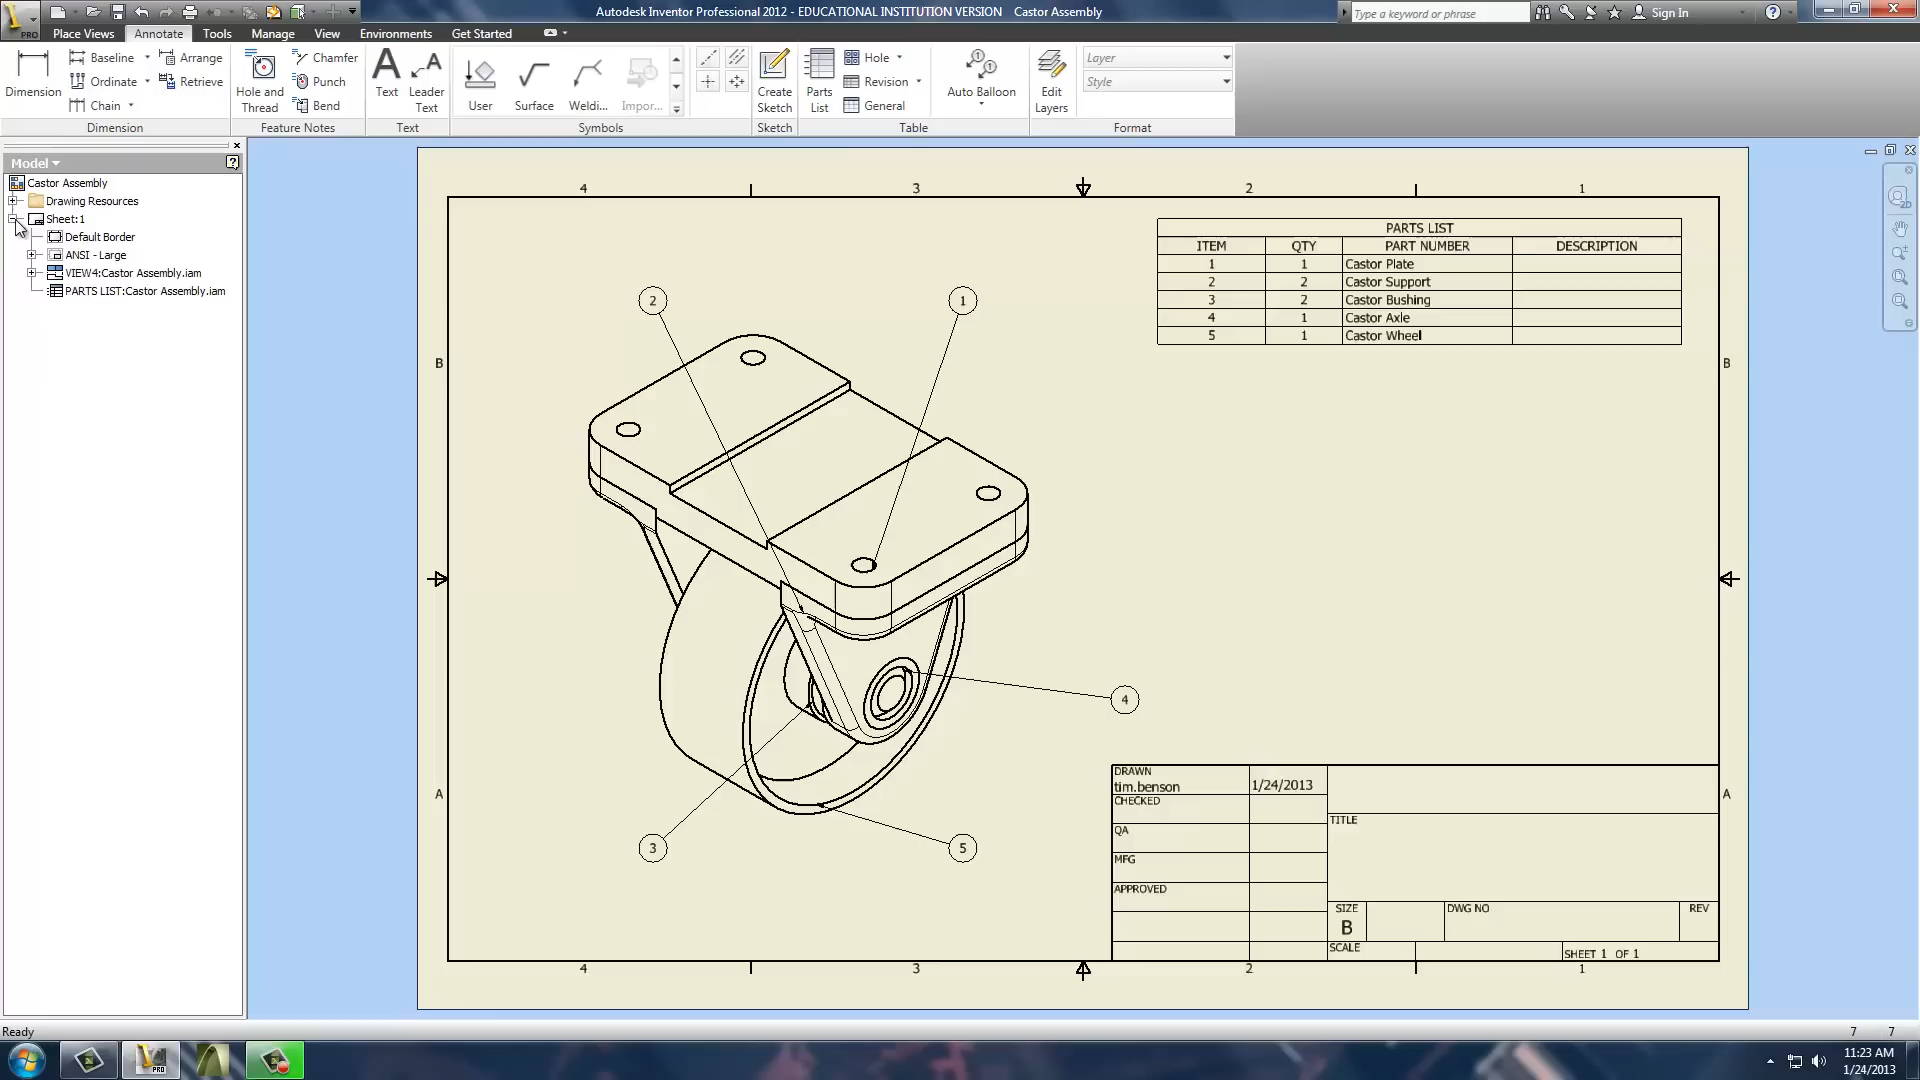 Autodesk Inventor Professional 2012 - EDUCATIONAL INSTITUTION VERSION    Castor Assembly
Type a keyword or phrase
Sign In
PRO
Place Views
Annotate
Tools
Manage
View
Environments
Get Started
Dimension
Baseline
Ordinate
Chain
Arrange
Retrieve
Dimension
Hole and
Thread
Chamfer
Punch
Bend
Feature Notes
Text
Leader
Text
Text
User
Surface
Weldi...
Impor...
Symbols
Create
Sketch
Sketch
Parts
List
Hole
Revision
General
Auto Balloon
Table
Edit
Layers
Layer
Style
Format
Model
Castor Assembly
Drawing Resources
Sheet:1
Default Border
ANSI - Large
VIEW4:Castor Assembly.iam
PARTS LIST:Castor Assembly.iam
2D
4 3 2 1
PARTS LIST
ITEM QTY PART NUMBER DESCRIPTION
1 1 Castor Plate
2 2 Castor Support
3 2 Castor Bushing
4 1 Castor Axle
5 1 Castor Wheel
2 1
B B
4
A A
3 5
DRAWN
tim.benson 1/24/2013
CHECKED
QA
MFG
APPROVED
TITLE
SIZE
B
DWG NO
REV
SCALE
SHEET 1 OF 1
4 3 2 1
Ready
7 7
PRO
11:23 AM
1/24/2013